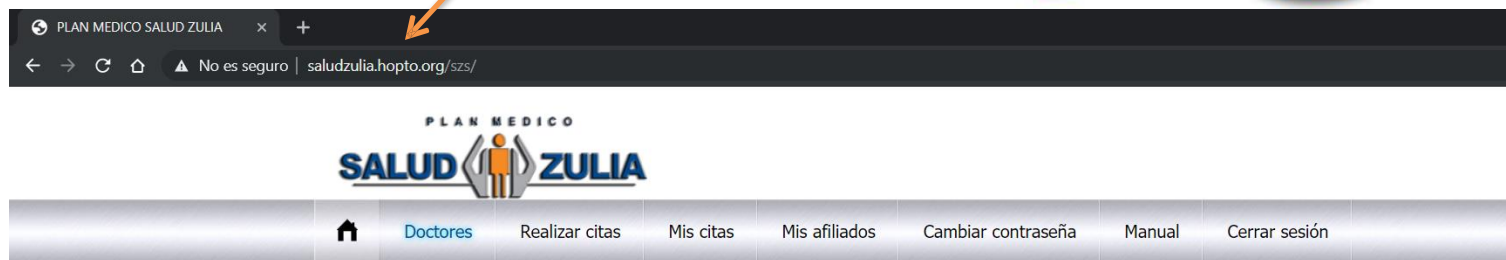 PLAN MEDICO SALUD ZULIA
No es seguro | saludzulia.hopto.org/szs/
PLAN MEDICO
SALUD ZULIA
Doctores Realizar citas Mis citas Mis afiliados Cambiar contraseña Manual Cerrar sesión